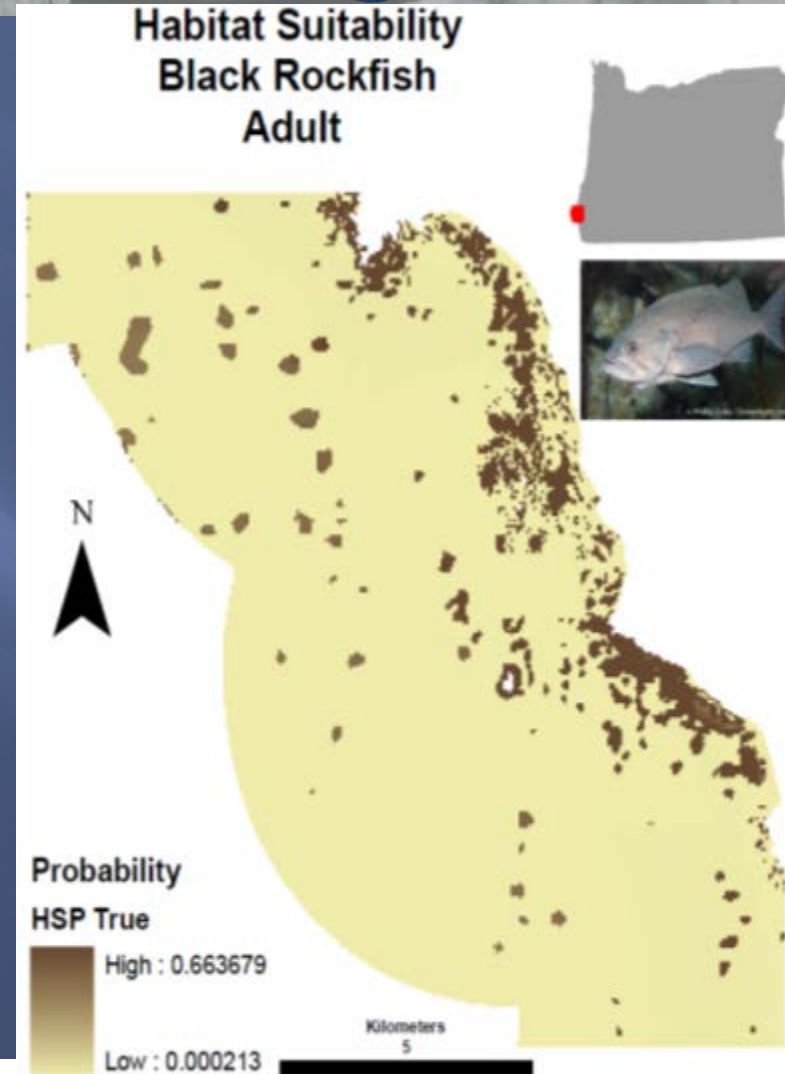 Habitat Suitability
Black Rockfish
Adult
N
Probability
HSP True
High : 0.663679
Low : 0.000213
Kilometers
5